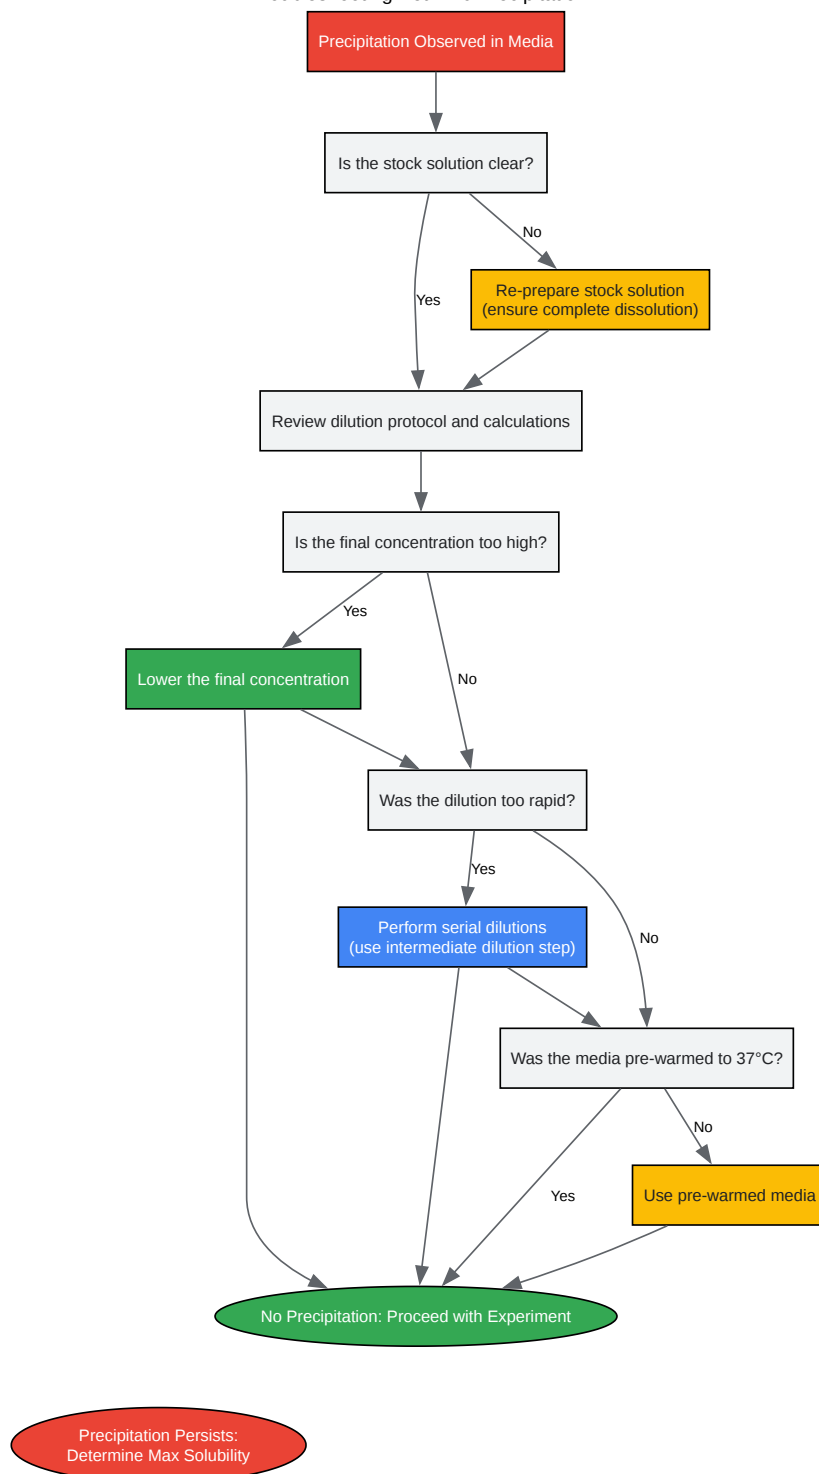 Precipitation Observed in Media
Is the stock solution clear?
No
Re-prepare stock solution
(ensure complete dissolution)
Yes
Review dilution protocol and calculations
Is the final concentration too high?
Yes
Lower the final concentration
No
Was the dilution too rapid?
Yes
Perform serial dilutions
(use intermediate dilution step)
No
Was the media pre-warmed to 37°C?
No
Yes
Use pre-warmed media
No Precipitation: Proceed with Experiment
Precipitation Persists:
Determine Max Solubility